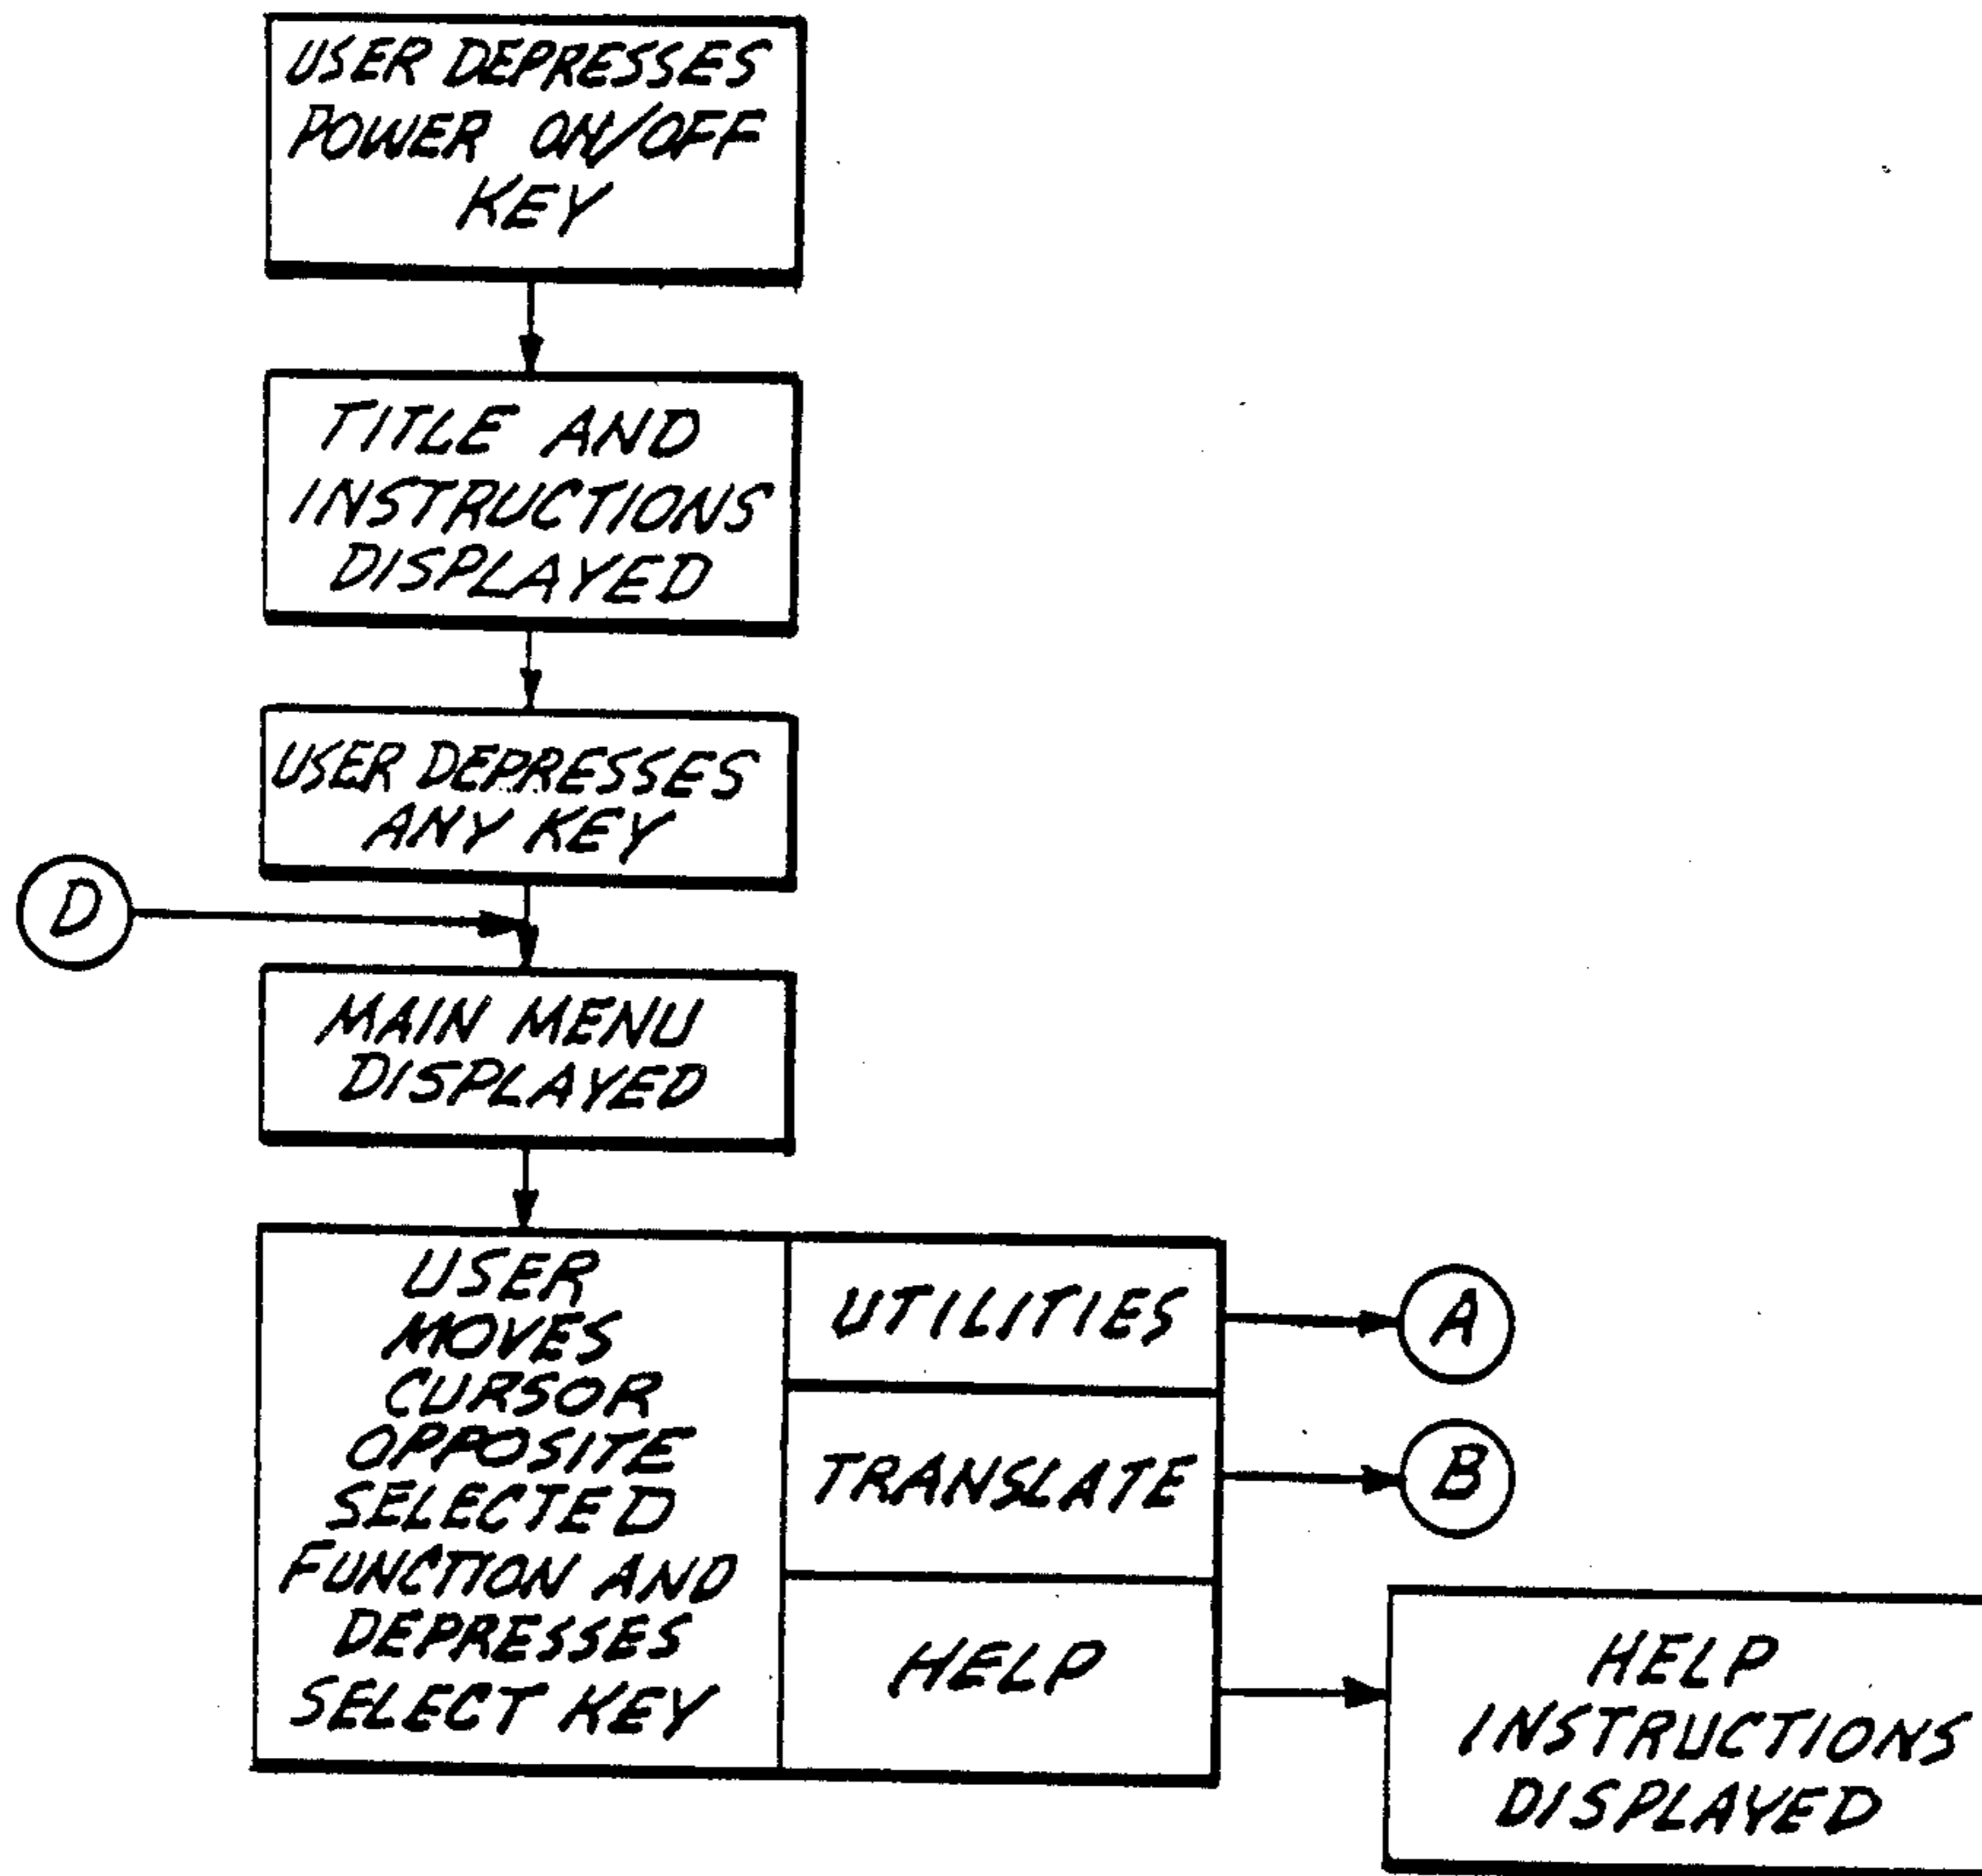 USER DEPRESSES
POWER ON/OFF
KEY
TITLE AND
INSTRUCTIONS
DISPLAYED
USER DEPRESSES
ANY KEY
D
MAIN MENU
DISPLAYED
USER
MOVES
CURSOR
OPPOSITE
SELECTED
FUNCTION AND
DEPRESSES
SELECT KEY
UTILITIES
A
TRANSLATE
B
HELP
HELP
INSTRUCTIONS
DISPLAYED